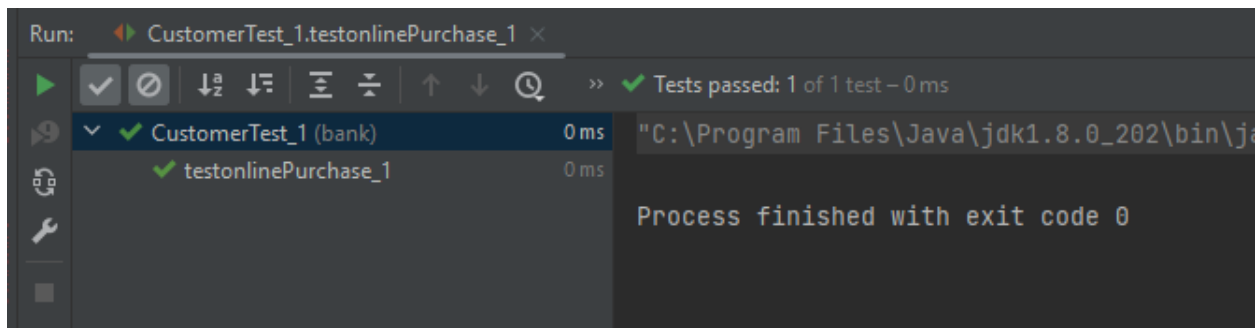 Run: CustomerTest_1.testonlinePurchase_1
Tests passed: 1 of 1 test – 0 ms
CustomerTest_1 (bank) 0 ms "C:\Program Files\Java\jdk1.8.0_202\bin\ja
testonlinePurchase_1 0 ms
Process finished with exit code 0